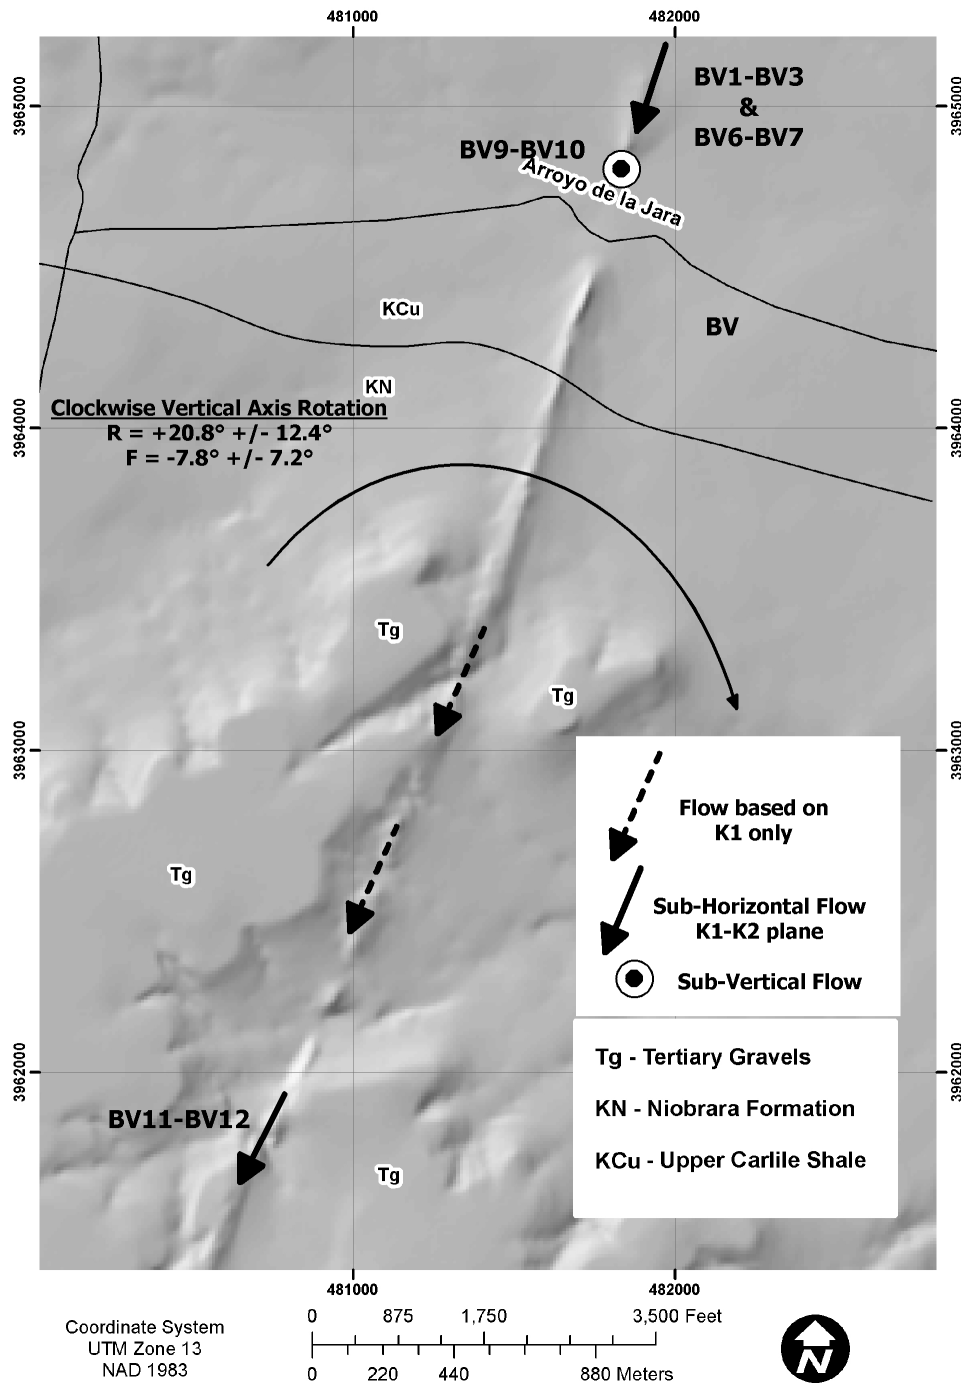 481000
482000
3965000
3965000
BV1-BV3
&
BV6-BV7
BV9-BV10
Arroyo de la Jara
KCu
BV
KN
Clockwise Vertical Axis Rotation
R = +20.8° +/- 12.4°
F = -7.8° +/- 7.2°
3964000
3964000
Tg
Tg
3963000
3963000
Flow based on
K1 only
Tg
Sub-Horizontal Flow
K1-K2 plane
Sub-Vertical Flow
Tg - Tertiary Gravels
3962000
3962000
KN - Niobrara Formation
BV11-BV12
KCu - Upper Carlile Shale
Tg
481000
482000
Coordinate System
UTM Zone 13
NAD 1983
0 875 1,750 3,500 Feet
0 220 440 880 Meters
N